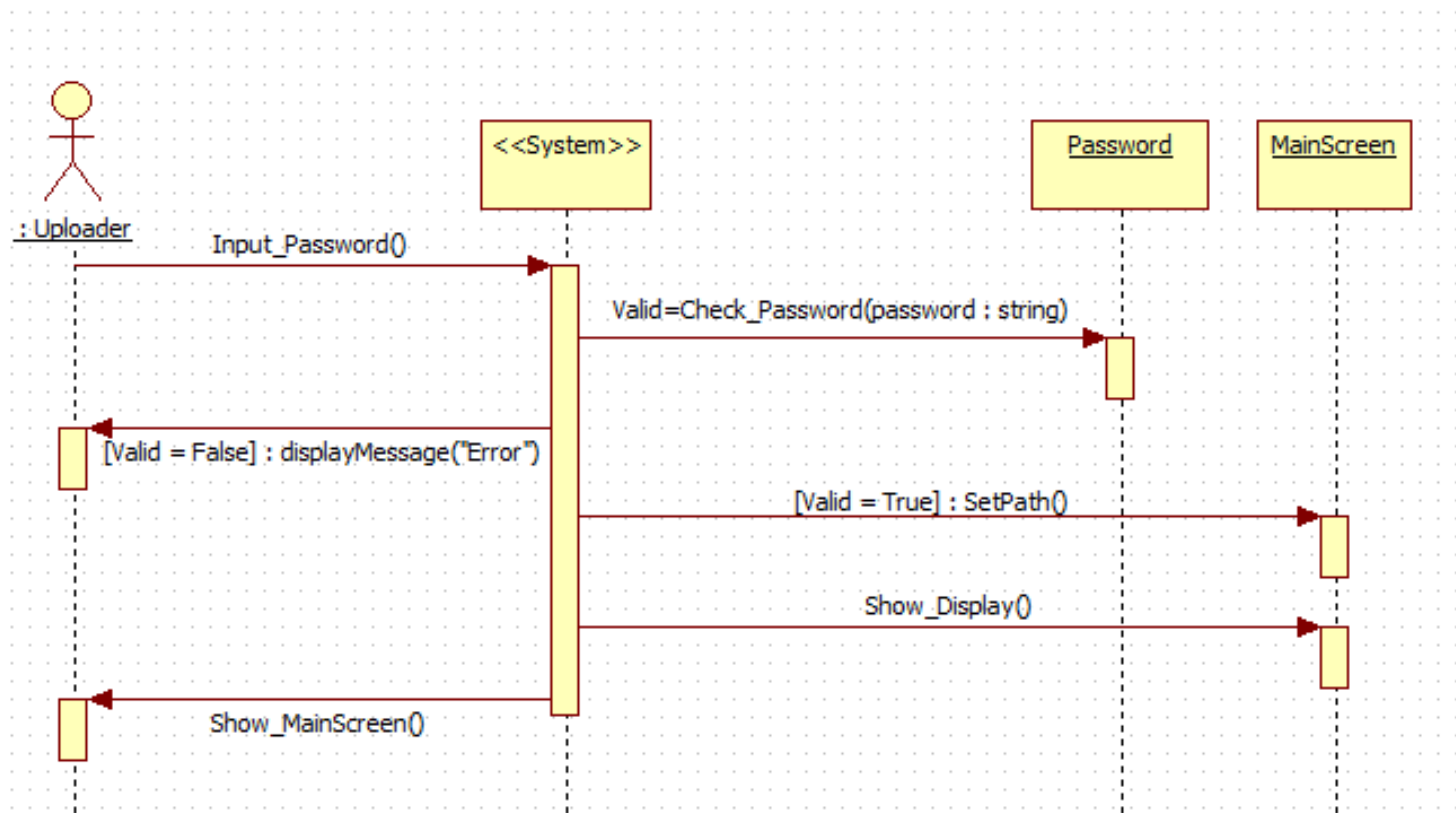 <<System>>
Password
MainScreen
: Uploader
Input_Password()
Valid=Check_Password(password : string)
[Valid = False] : displayMessage("Error")
[Valid = True] : SetPath()
Show_Display()
Show_MainScreen()